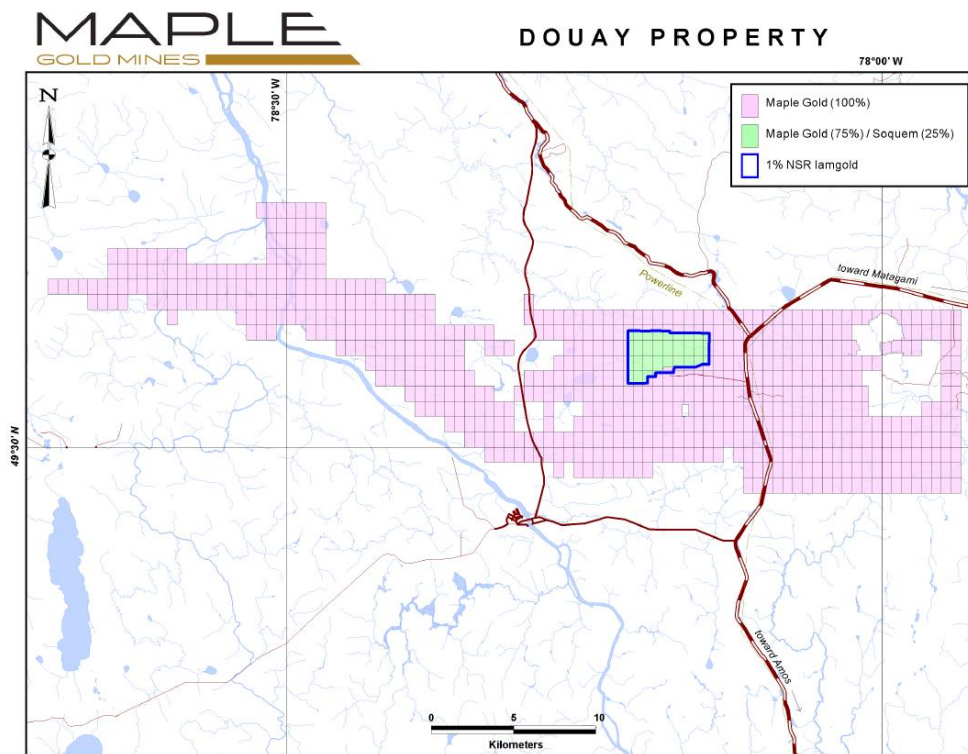 MAPLE
GOLD MINES
DOUAY PROPERTY
78°00' W
78°30' W
N
Maple Gold (100%)
Maple Gold (75%) / Soquem (25%)
1% NSR Iamgold
toward Matagami
Powerline
49°30' N
toward Amos
0 5 10
Kilometers